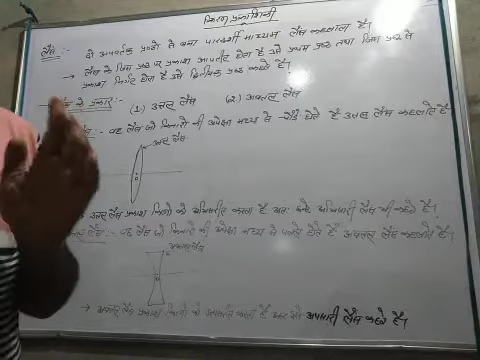 किरण प्रकाशिकी
लैंस :- दो अपवर्तक पृष्ठो से बना पारदर्शी माध्यम लैंस कहलाता है।
→ लैंस के जिस पृष्ठ पर प्रकाश आपतित होता है उसे प्रथम पृष्ठ तथा जिस पृष्ठ से
प्रकाश निर्गत होता है उसे द्वितीयक पृष्ठ कहते हैं।
के प्रकार :- (1) उत्तल लैंस (2) अवतल लैंस
:- वह लैंस जो किनारो की अपेक्षा मध्य से होते है उत्तल लैंस कहलाते है
उत्तल लैंस
उत्तल लैंस प्रकाश किरणो को अभिसरित करता है अतः इसे अभिसारी लैंस भी कहते है।
लैंस :- वह लैंस जो किनारो की अपेक्षा मध्य से पतले होते है अवतल लैंस कहलाते है।
अवतल लैंस
→ अवतल लैंस प्रकाश किरणो को करता है अतः इसे अपसारी लैंस कहते है।